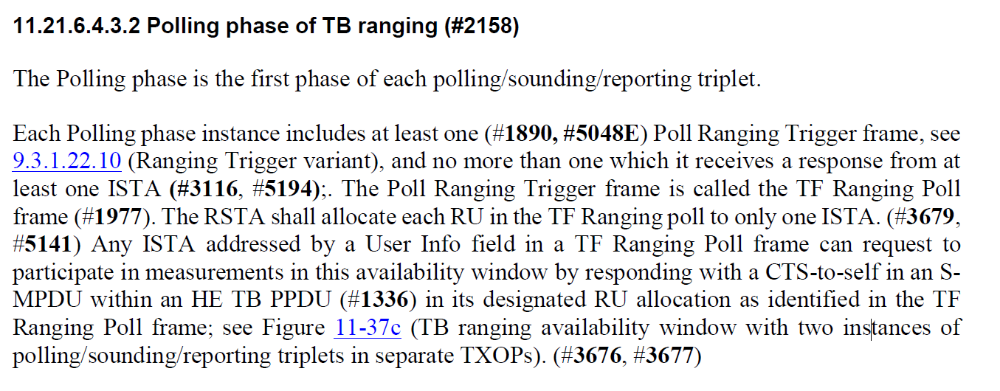 11.21.6.4.3.2 Polling phase of TB ranging (#2158)
The Polling phase is the first phase of each polling/sounding/reporting triplet.
Each Polling phase instance includes at least one (#1890, #5048E) Poll Ranging Trigger frame, see
9.3.1.22.10 (Ranging Trigger variant), and no more than one which it receives a response from at
least one ISTA (#3116, #5194);. The Poll Ranging Trigger frame is called the TF Ranging Poll
frame (#1977). The RSTA shall allocate each RU in the TF Ranging poll to only one ISTA. (#3679,
#5141) Any ISTA addressed by a User Info field in a TF Ranging Poll frame can request to
participate in measurements in this availability window by responding with a CTS-to-self in an S-
MPDU within an HE TB PPDU (#1336) in its designated RU allocation as identified in the TF
Ranging Poll frame; see Figure 11-37c (TB ranging availability window with two instances of
polling/sounding/reporting triplets in separate TXOPs). (#3676, #3677)